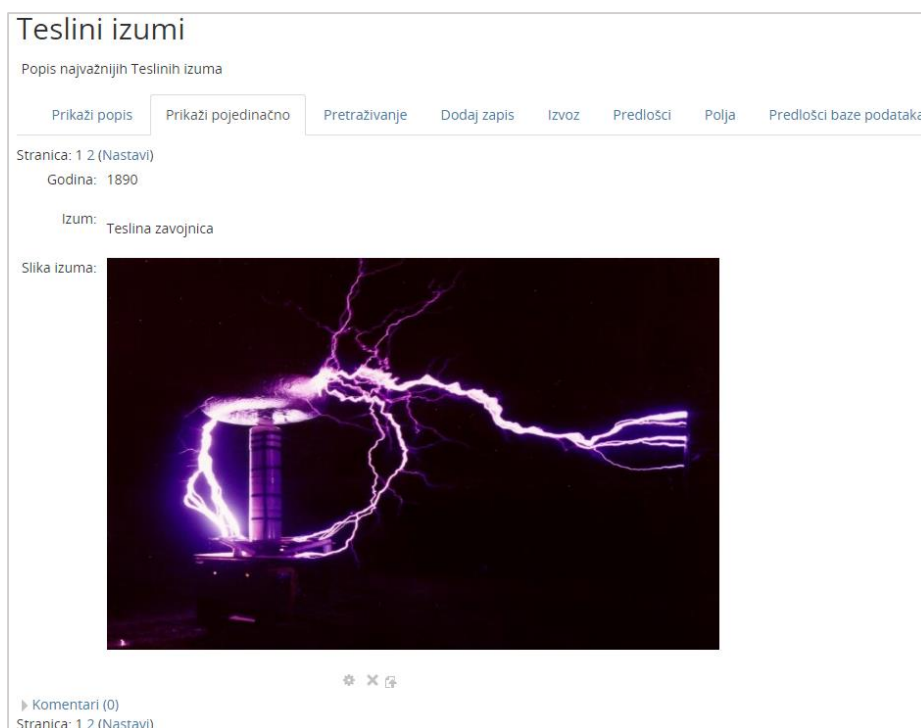 Teslini izumi
Popis najvažnijih Teslinih izuma
Prikaži popis Prikaži pojedinačno Pretraživanje Dodaj zapis Izvoz Predlošci Polja Predlošci baze podataka
Stranica: 1 2 (Nastavi)
Godina: 1890
Izum: Teslina zavojnica
Slika izuma:
Komentari (0)
Stranica: 1 2 (Nastavi)